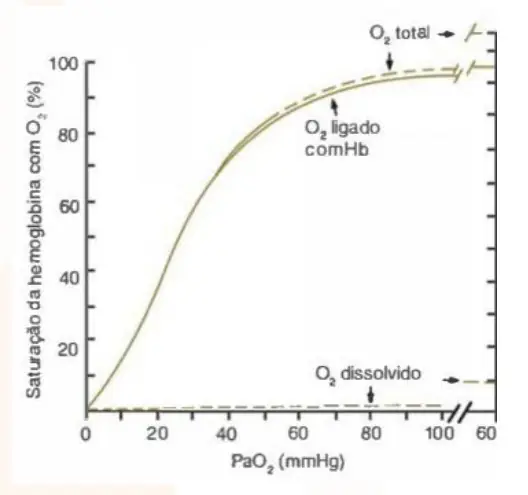 O₂ total
100
80
60
40
20
Saturação da hemoglobina com O₂ (%)
O₂ ligado
comHb
O₂ dissolvido
0 20 40 60 80 100 60
PaO₂ (mmHg)